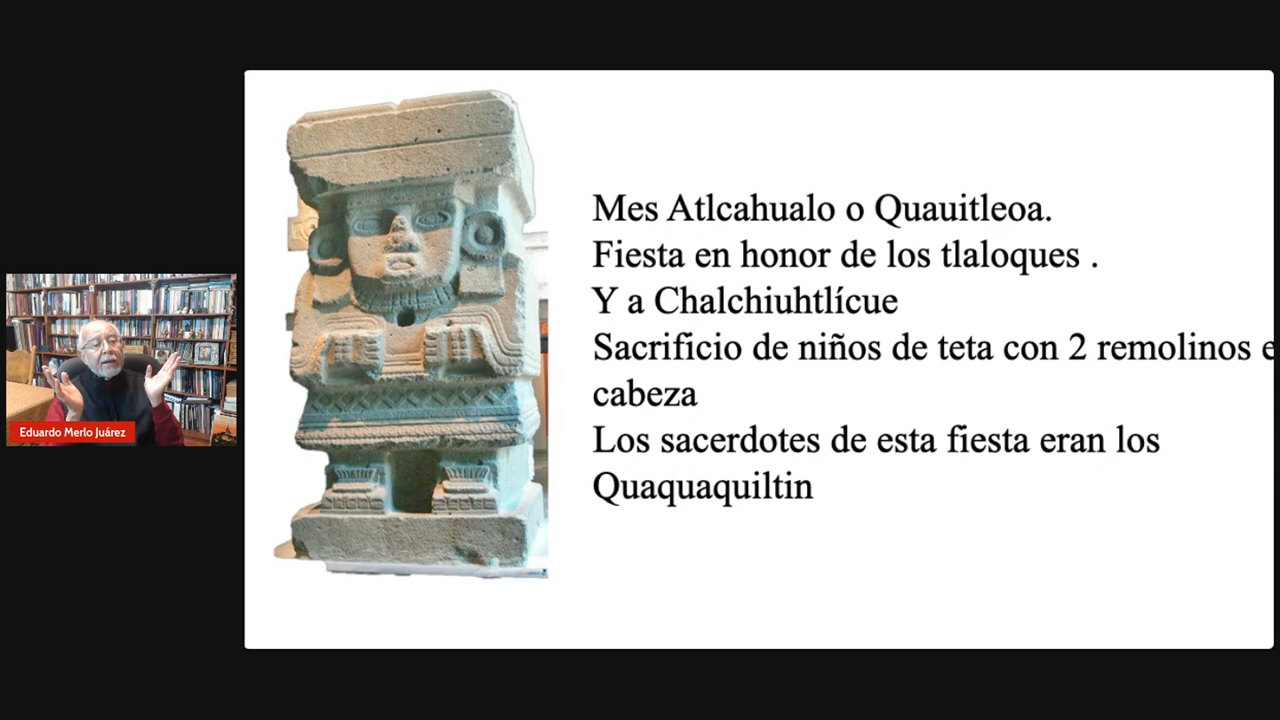 Mes Atlcahualo o Quauitleoa.
Fiesta en honor de los tlaloques .
Y a Chalchiuhtlícue
Sacrificio de niños de teta con 2 remolinos e
cabeza
Los sacerdotes de esta fiesta eran los
Quaquaquiltin
Eduardo Merlo Juárez